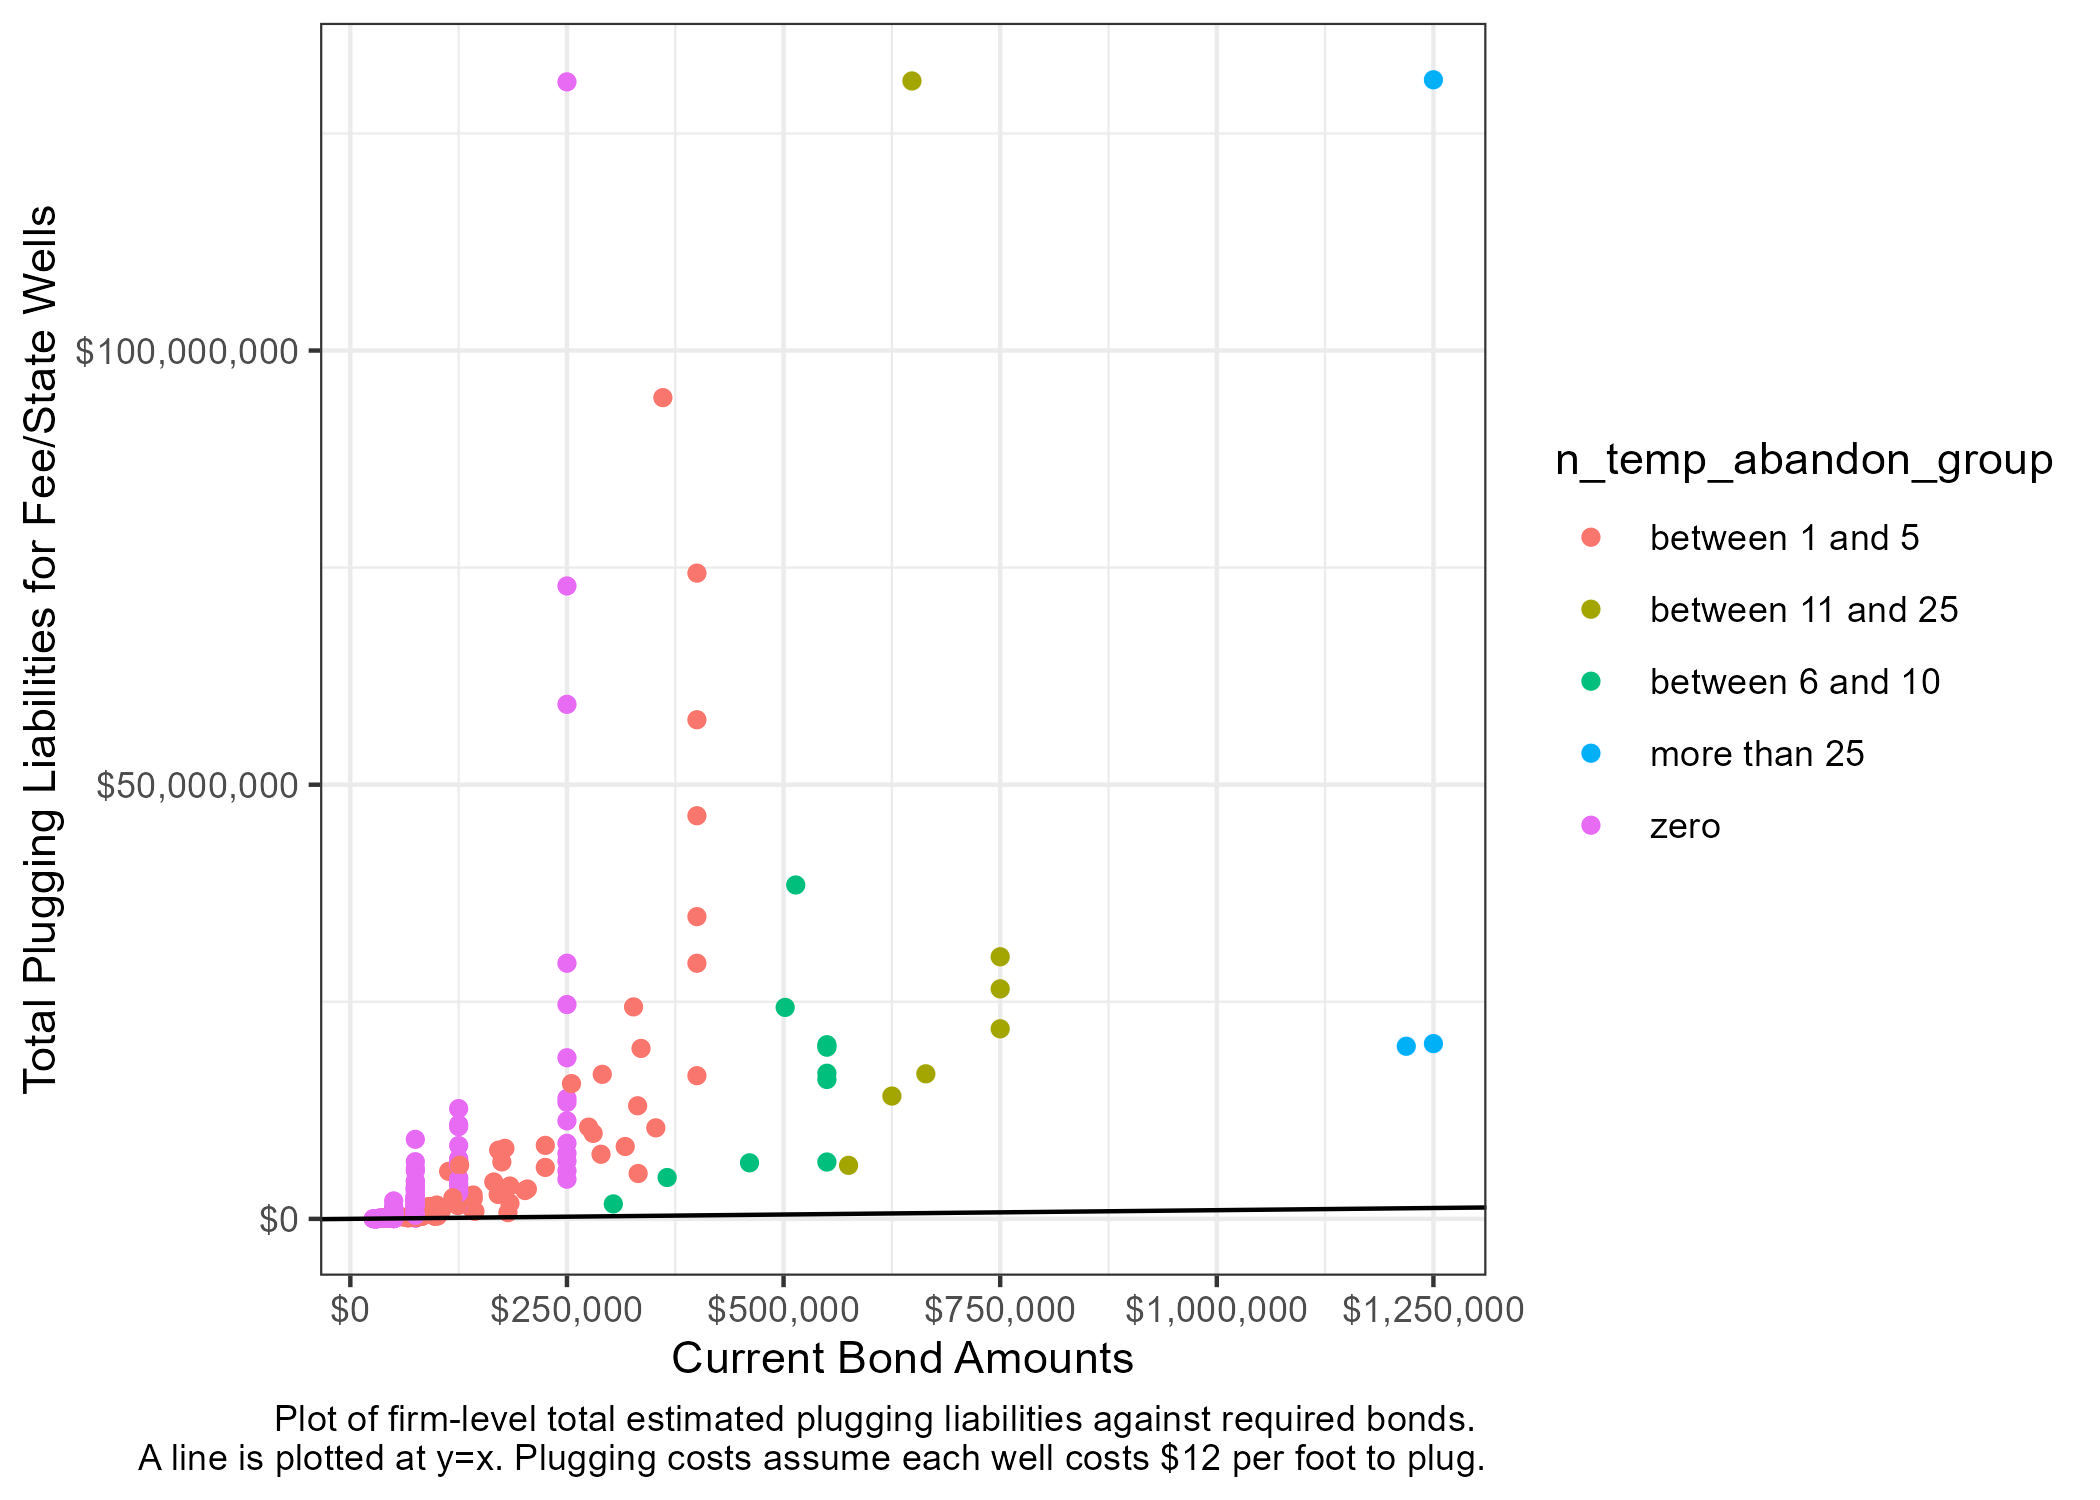 Total Plugging Liabilities for Fee/State Wells
$100,000,000
$50,000,000
$0
$0
$250,000
$500,000
$750,000
$1,000,000
$1,250,000
Current Bond Amounts
Plot of firm-level total estimated plugging liabilities against required bonds.
A line is plotted at y=x. Plugging costs assume each well costs $12 per foot to plug.
n_temp_abandon_group
between 1 and 5
between 11 and 25
between 6 and 10
more than 25
zero